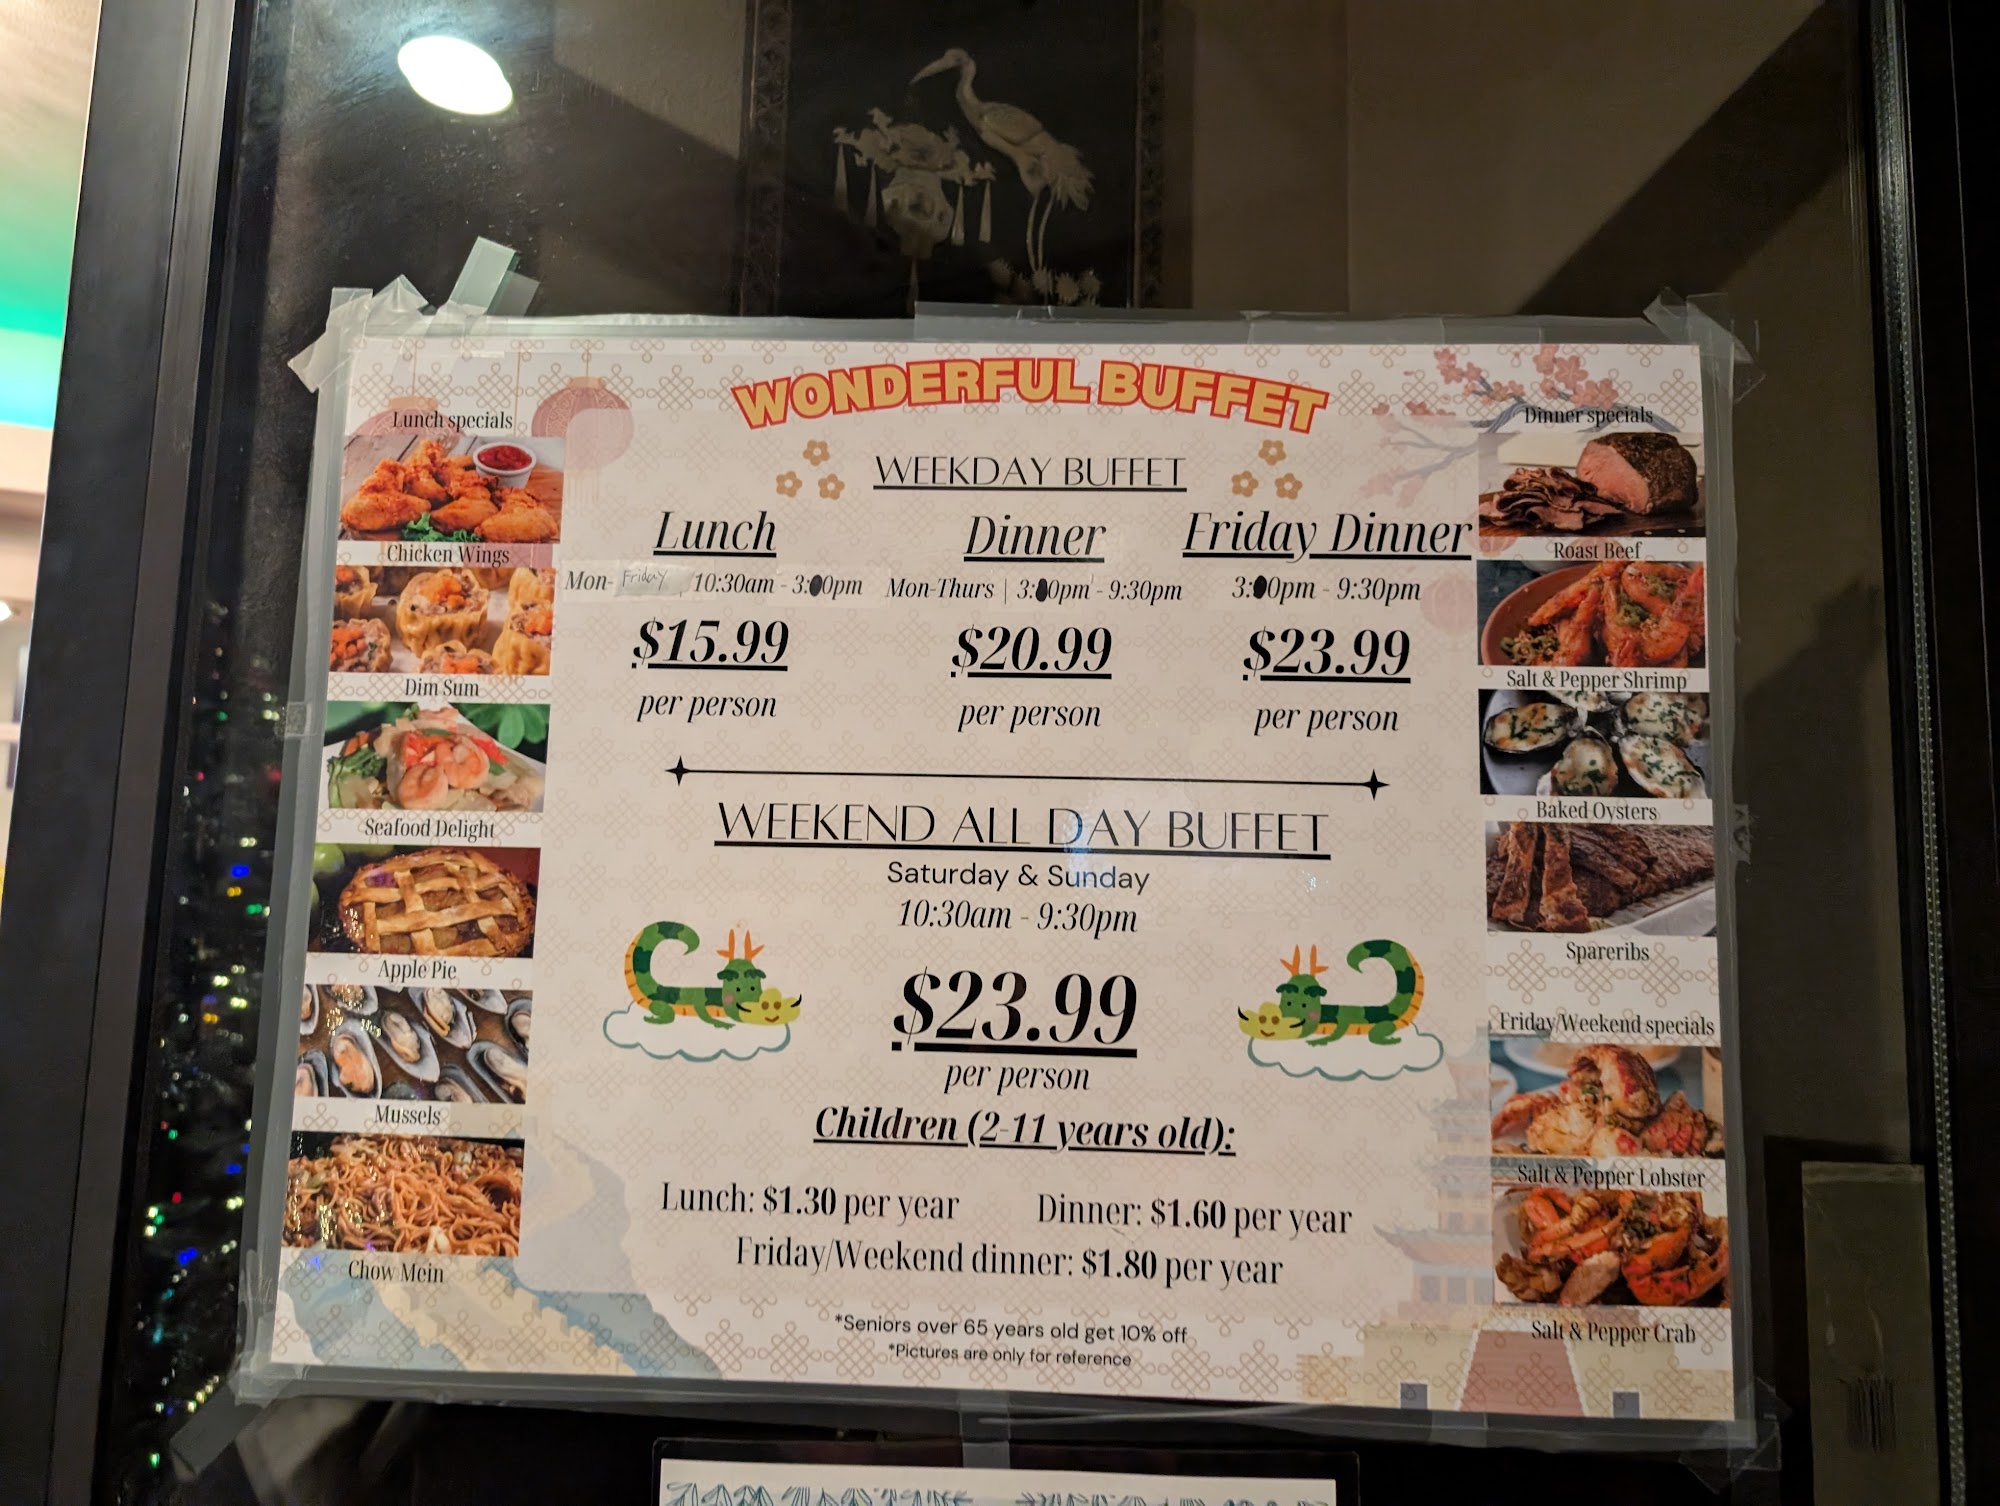 WONDERFUL BUFFET
Lunch specials
Chicken Wings
Dim Sum
Seafood Delight
Apple Pie
Mussels
Chow Mein
WEEKDAY BUFFET
Lunch
Mon- Friday | 10:30am - 3:00pm
$15.99
per person
Dinner
Mon-Thurs | 3:00pm - 9:30pm
$20.99
per person
Friday Dinner
3:00pm - 9:30pm
$23.99
per person
WEEKEND ALL DAY BUFFET
Saturday & Sunday
10:30am - 9:30pm
$23.99
per person
Children (2-11 years old):
Lunch: $1.30 per year
Dinner: $1.60 per year
Friday/Weekend dinner: $1.80 per year
*Seniors over 65 years old get 10% off
*Pictures are only for reference
Dinner specials
Roast Beef
Salt & Pepper Shrimp
Baked Oysters
Spareribs
Friday/Weekend specials
Salt & Pepper Lobster
Salt & Pepper Crab